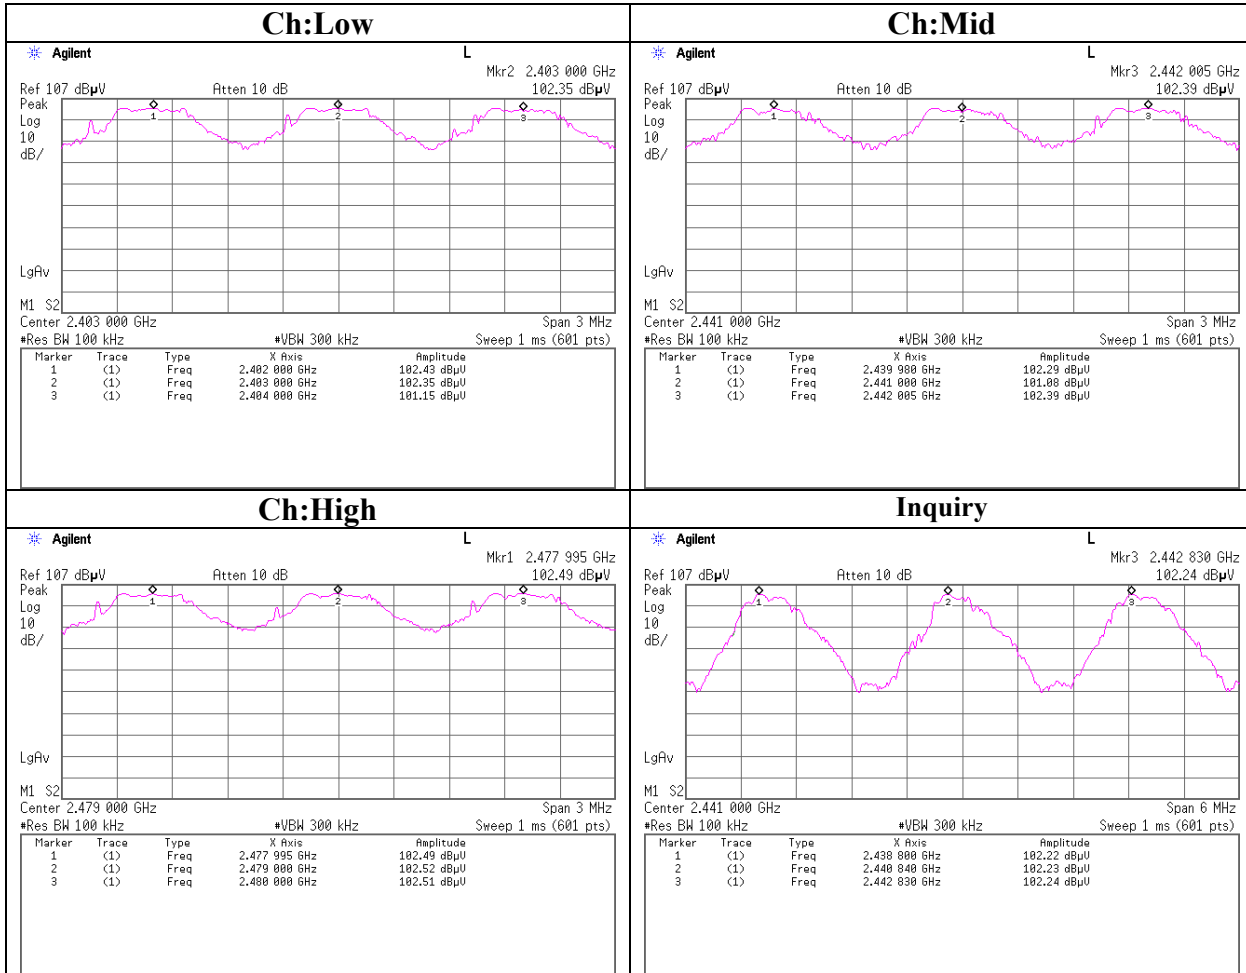 Ch:Low
Agilent
L
Mkr2 2.403 000 GHz
Ref 107 dBµV
Atten 10 dB
102.35 dBµV
Peak
Log
10
dB/
1
2
3
LgAv
M1 S2
Center 2.403 000 GHz
Span 3 MHz
#Res BW 100 kHz
#VBW 300 kHz
Sweep 1 ms (601 pts)
Marker Trace Type X Axis Amplitude
1 (1) Freq 2.402 000 GHz 102.43 dBµV
2 (1) Freq 2.403 000 GHz 102.35 dBµV
3 (1) Freq 2.404 000 GHz 101.15 dBµV
Ch:Mid
Agilent
L
Mkr3 2.442 005 GHz
Ref 107 dBµV
Atten 10 dB
102.39 dBµV
Peak
Log
10
dB/
1
2
3
LgAv
M1 S2
Center 2.441 000 GHz
Span 3 MHz
#Res BW 100 kHz
#VBW 300 kHz
Sweep 1 ms (601 pts)
Marker Trace Type X Axis Amplitude
1 (1) Freq 2.439 980 GHz 102.29 dBµV
2 (1) Freq 2.441 000 GHz 101.08 dBµV
3 (1) Freq 2.442 005 GHz 102.39 dBµV
Ch:High
Agilent
L
Mkr1 2.477 995 GHz
Ref 107 dBµV
Atten 10 dB
102.49 dBµV
Peak
Log
10
dB/
1
2
3
LgAv
M1 S2
Center 2.479 000 GHz
Span 3 MHz
#Res BW 100 kHz
#VBW 300 kHz
Sweep 1 ms (601 pts)
Marker Trace Type X Axis Amplitude
1 (1) Freq 2.477 995 GHz 102.49 dBµV
2 (1) Freq 2.479 000 GHz 102.52 dBµV
3 (1) Freq 2.480 000 GHz 102.51 dBµV
Inquiry
Agilent
L
Mkr3 2.442 830 GHz
Ref 107 dBµV
Atten 10 dB
102.24 dBµV
Peak
Log
10
dB/
1
2
3
LgAv
M1 S2
Center 2.441 000 GHz
Span 6 MHz
#Res BW 100 kHz
#VBW 300 kHz
Sweep 1 ms (601 pts)
Marker Trace Type X Axis Amplitude
1 (1) Freq 2.438 800 GHz 102.22 dBµV
2 (1) Freq 2.440 840 GHz 102.23 dBµV
3 (1) Freq 2.442 830 GHz 102.24 dBµV